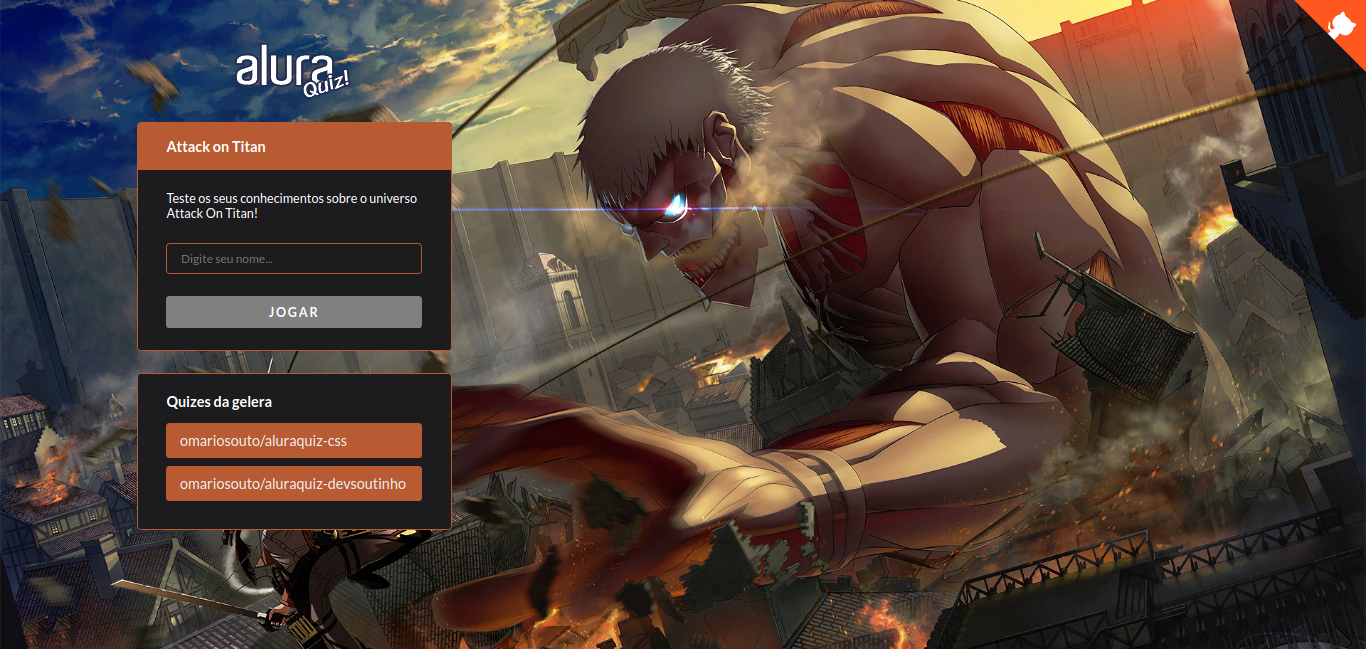 alura
Quiz!
Attack on Titan
Teste os seus conhecimentos sobre o universo
Attack On Titan!
Digite seu nome...
JOGAR
Quizes da gelera
omariosouto/aluraquiz-css
omariosouto/aluraquiz-devsoutinho